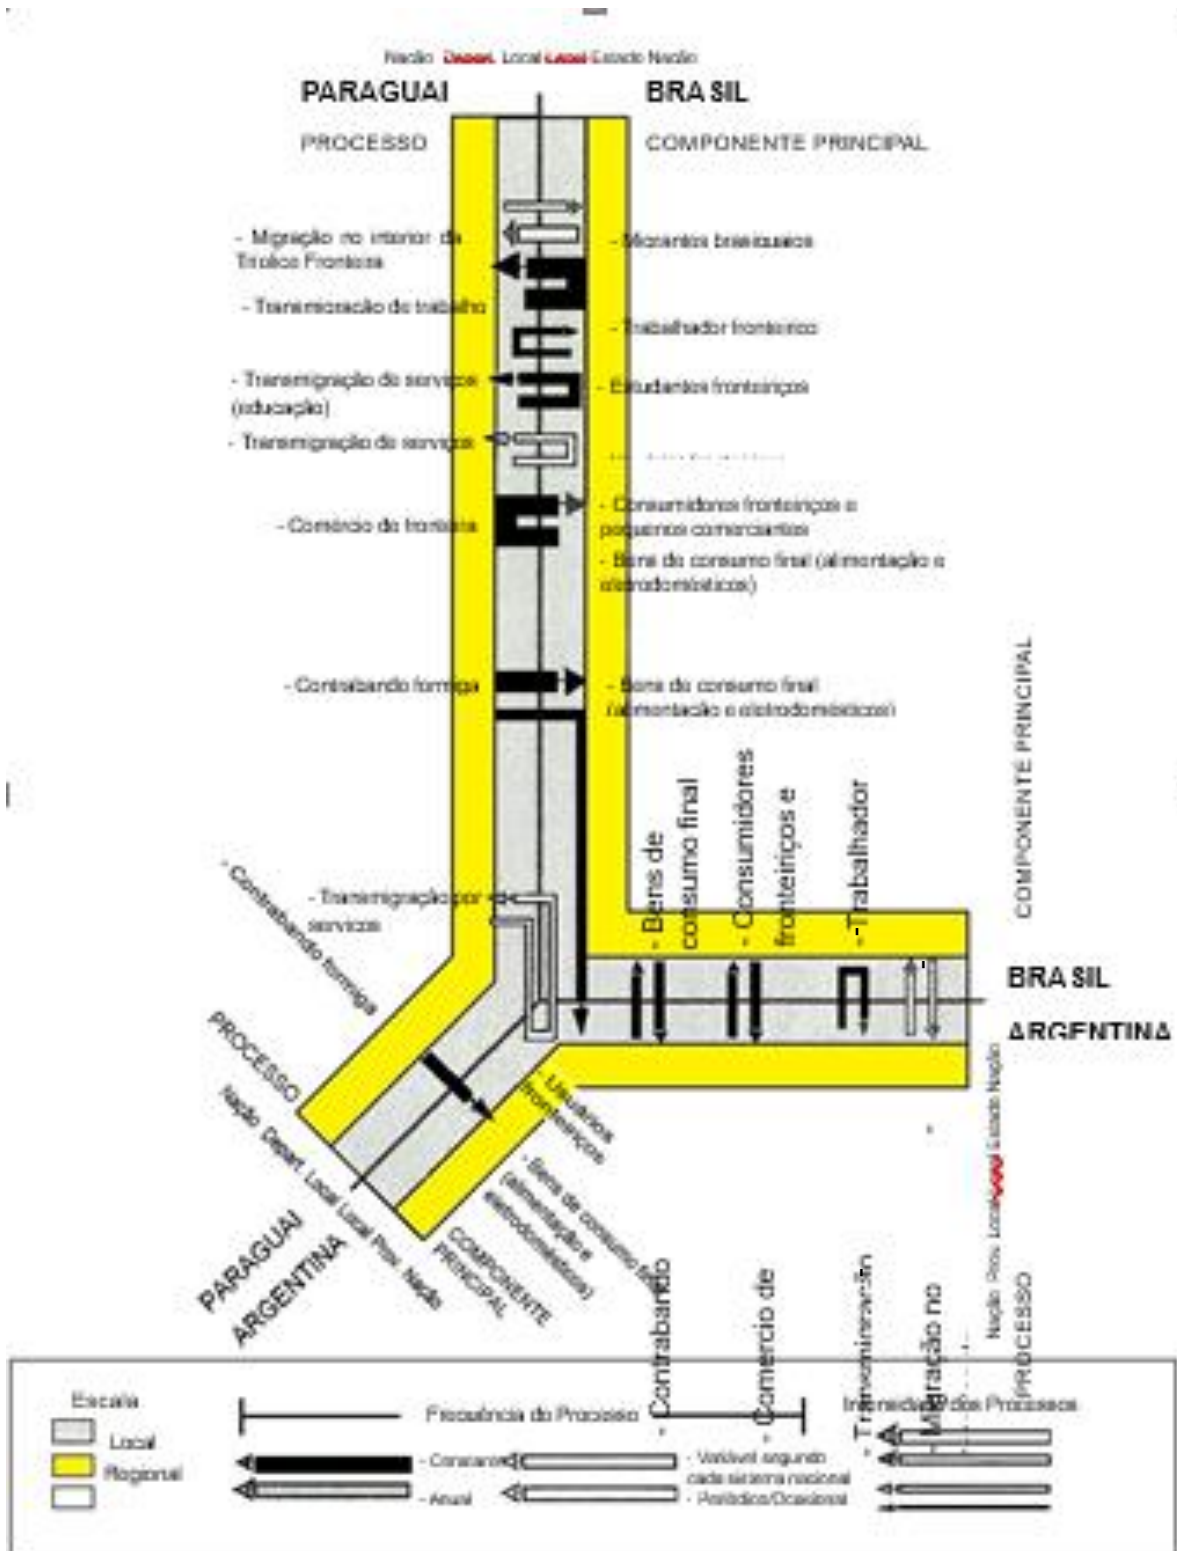 Nação Depart. Local Local Estado Nação
PARAGUAI BRASIL
PROCESSO COMPONENTE PRINCIPAL
- Migração no interior da
Tríplice Fronteira
- Migrantes brasiguaios
- Transmigração de trabalho
- Trabalhador fronteiriço
- Transmigração de serviços
(educação)
- Estudantes fronteiriços
- Transmigração de serviços
- Comércio de fronteira
- Consumidores fronteiriços e
pequenos comerciantes
- Bens de consumo final (alimentação e
eletrodomésticos)
- Contrabando formiga
- Bens de consumo final
(alimentação e eletrodomésticos)
- Transmigração por
serviços
- Contrabando formiga
- Bens de
consumo final
- Consumidores
fronteiriços e
-Trabalhador
COMPONENTE PRINCIPAL
BRASIL
ARGENTINA
Nação Prov. Local Local Estado Nação
PROCESSO
PROCESSO
Nação Depart. Local Local Prov. Nação
PARAGUAI
ARGENTINA
COMPONENTE
PRINCIPAL
- Usuários
fronteiriços
- Bens de consumo final
(alimentação e
eletrodomésticos)
- Contrabando
- Comercio de
- Transmigração
- Migração no
Escala
Local
Regional
Frequência do Processo
- Constante
- Anual
- Variável segundo
cada sistema nacional
- Periódico/Ocasional
Intensidade dos Processos